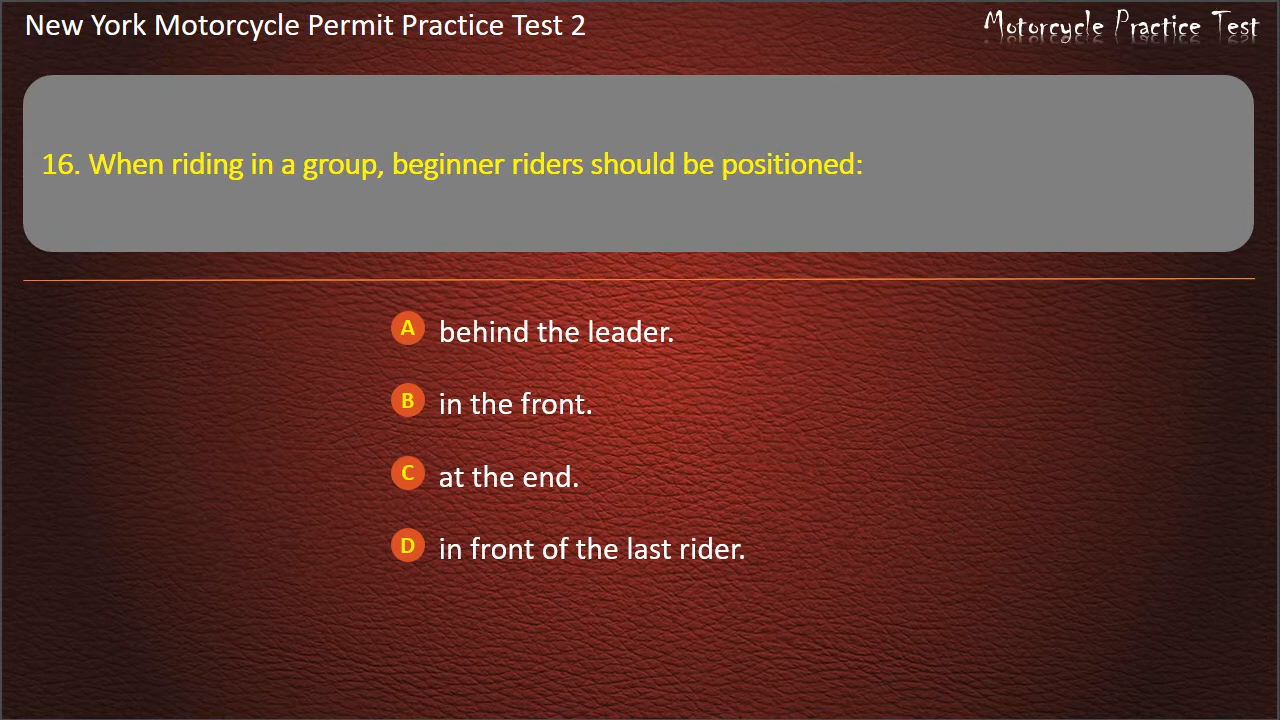 New York Motorcycle Permit Practice Test 2
Motorcycle Practice Test
16. When riding in a group, beginner riders should be positioned:
A behind the leader.
B in the front.
C at the end.
D in front of the last rider.